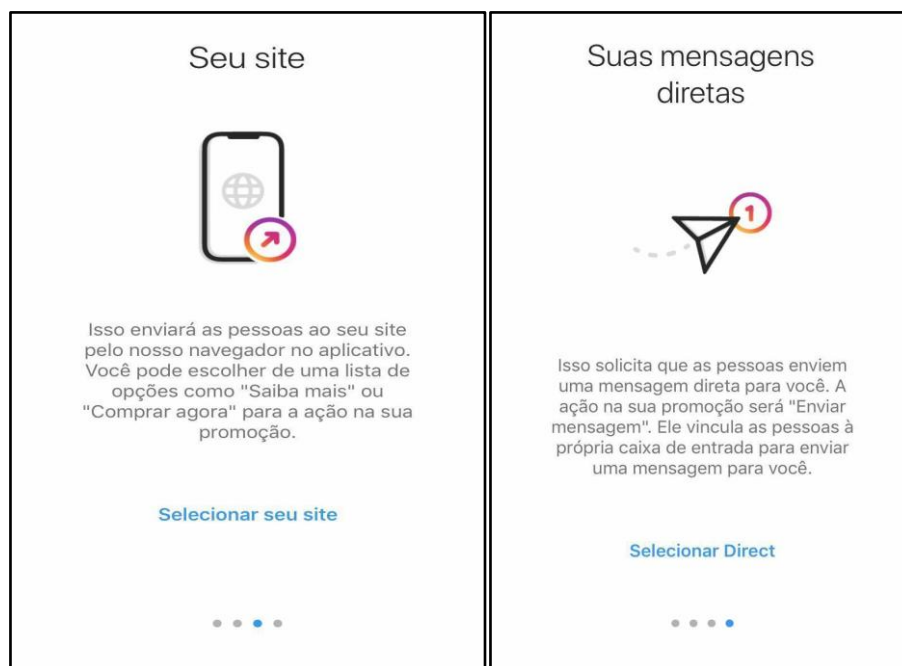 Seu site
Isso enviará as pessoas ao seu site
pelo nosso navegador no aplicativo.
Você pode escolher de uma lista de
opções como "Saiba mais" ou
"Comprar agora" para a ação na sua
promoção.
Selecionar seu site
Suas mensagens
diretas
1
Isso solicita que as pessoas enviem
uma mensagem direta para você. A
ação na sua promoção será "Enviar
mensagem". Ele vincula as pessoas à
própria caixa de entrada para enviar
uma mensagem para você.
Selecionar Direct